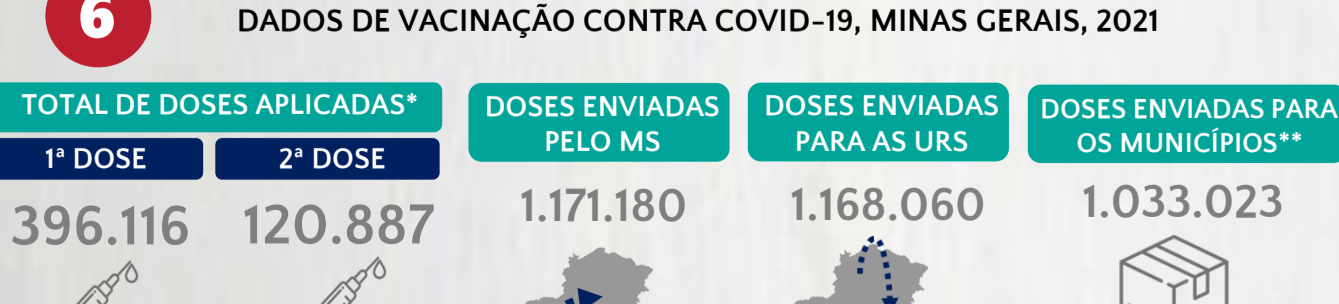 6
DADOS DE VACINAÇÃO CONTRA COVID-19, MINAS GERAIS, 2021
TOTAL DE DOSES APLICADAS*
1ª DOSE
2ª DOSE
396.116
120.887
DOSES ENVIADAS
PELO MS
1.171.180
DOSES ENVIADAS
PARA AS URS
1.168.060
DOSES ENVIADAS PARA
OS MUNICÍPIOS**
1.033.023